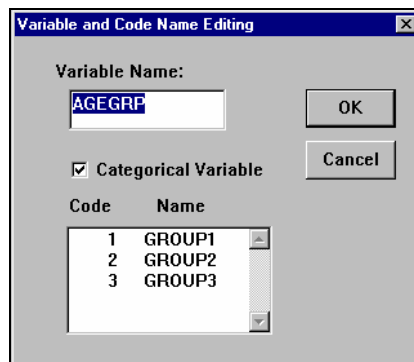 Variable and Code Name Editing
Variable Name:
AGEGRP
OK
Categorical Variable
Cancel
Code Name
1 GROUP1
2 GROUP2
3 GROUP3